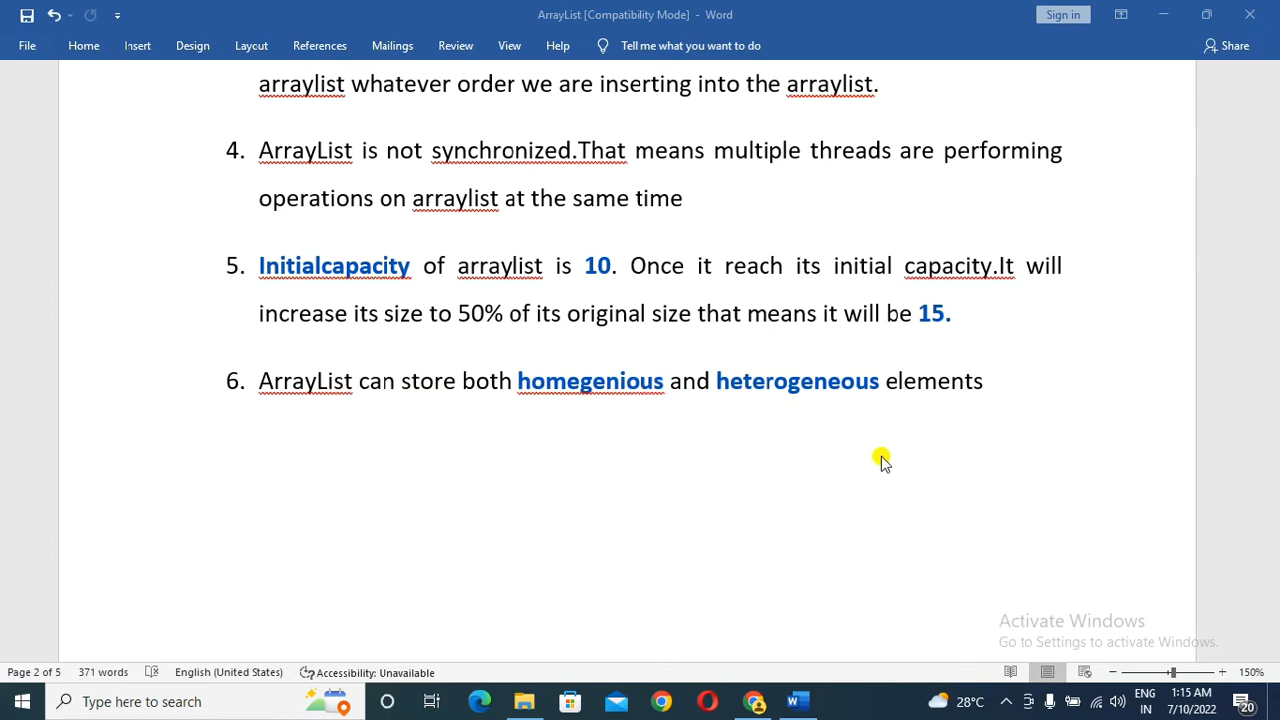 ArrayList [Compatibility Mode] - Word
Sign in
File Home Insert Design Layout References Mailings Review View Help Tell me what you want to do Share
arraylist whatever order we are inserting into the arraylist.
4. ArrayList is not synchronized.That means multiple threads are performing
operations on arraylist at the same time
5. Initialcapacity of arraylist is 10. Once it reach its initial capacity.It will
increase its size to 50% of its original size that means it will be 15.
6. ArrayList can store both homegenious and heterogeneous elements
Activate Windows
Go to Settings to activate Windows.
Page 2 of 5 371 words English (United States) Accessibility: Unavailable 150%
Type here to search 28°C ENG 1:15 AM
IN 7/10/2022 20